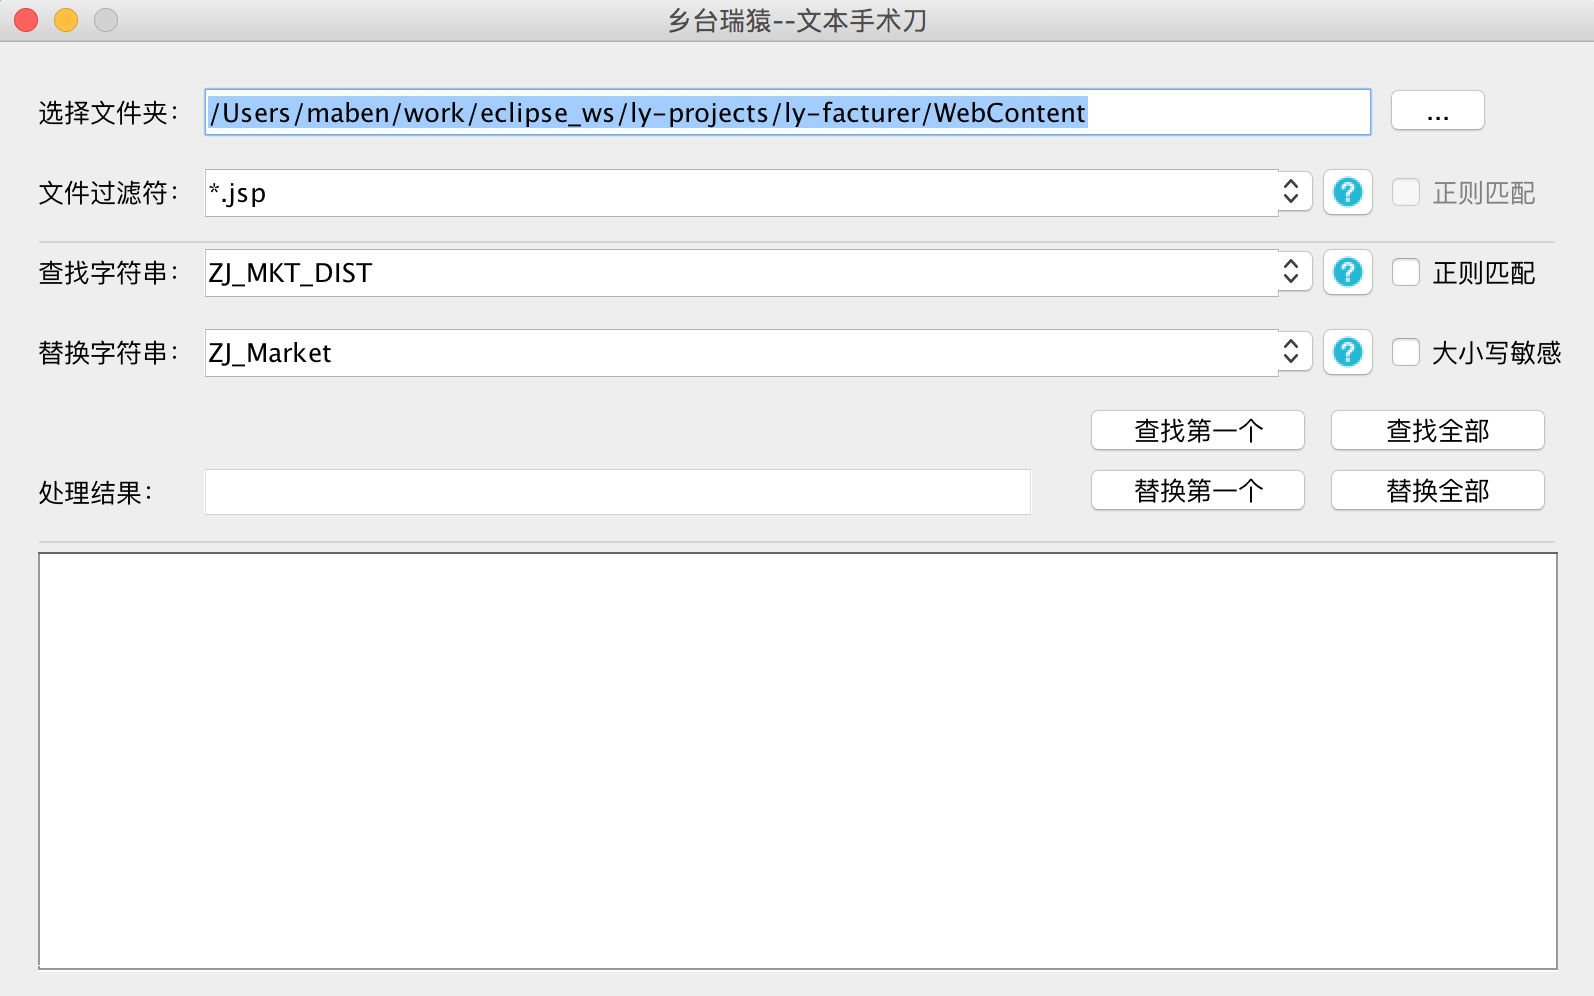 乡台瑞猿--文本手术刀
选择文件夹： /Users/maben/work/eclipse_ws/ly-projects/ly-facturer/WebContent ...
文件过滤符： *.jsp ? 正则匹配
查找字符串： ZJ_MKT_DIST ? 正则匹配
替换字符串： ZJ_Market ? 大小写敏感
查找第一个 查找全部
处理结果： 替换第一个 替换全部